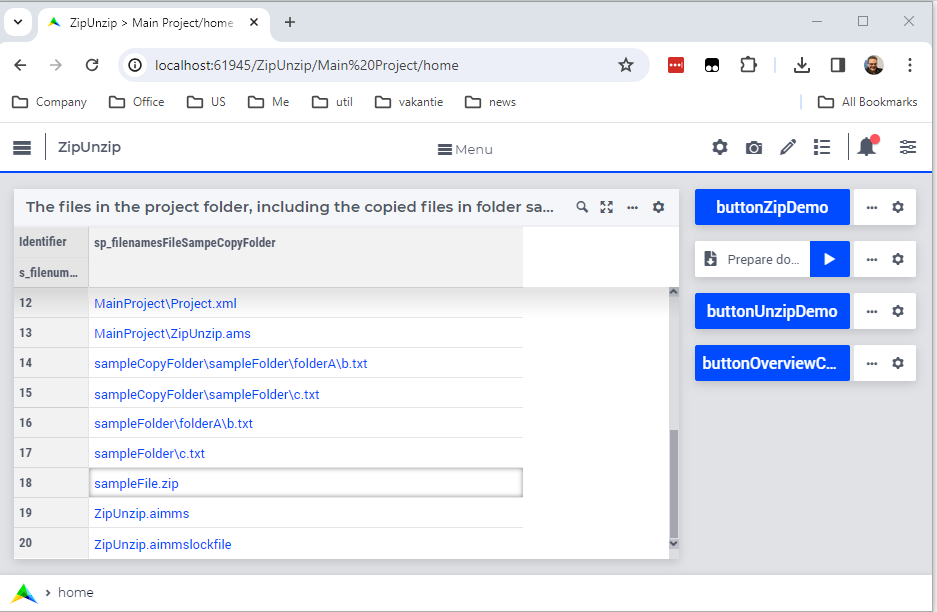 ZipUnzip > Main Project/home
localhost:61945/ZipUnzip/Main%20Project/home
Company Office US Me util vakantie news All Bookmarks
ZipUnzip Menu
The files in the project folder, including the copied files in folder sa...
buttonZipDemo
Identifier sp_filenamesFileSampeCopyFolder
s_filenum...
Prepare do...
12 MainProject\Project.xml
buttonUnzipDemo
13 MainProject\ZipUnzip.ams
14 sampleCopyFolder\sampleFolder\folderA\b.txt
buttonOverviewC...
15 sampleCopyFolder\sampleFolder\c.txt
16 sampleFolder\folderA\b.txt
17 sampleFolder\c.txt
18 sampleFile.zip
19 ZipUnzip.aimms
20 ZipUnzip.aimmslockfile
home